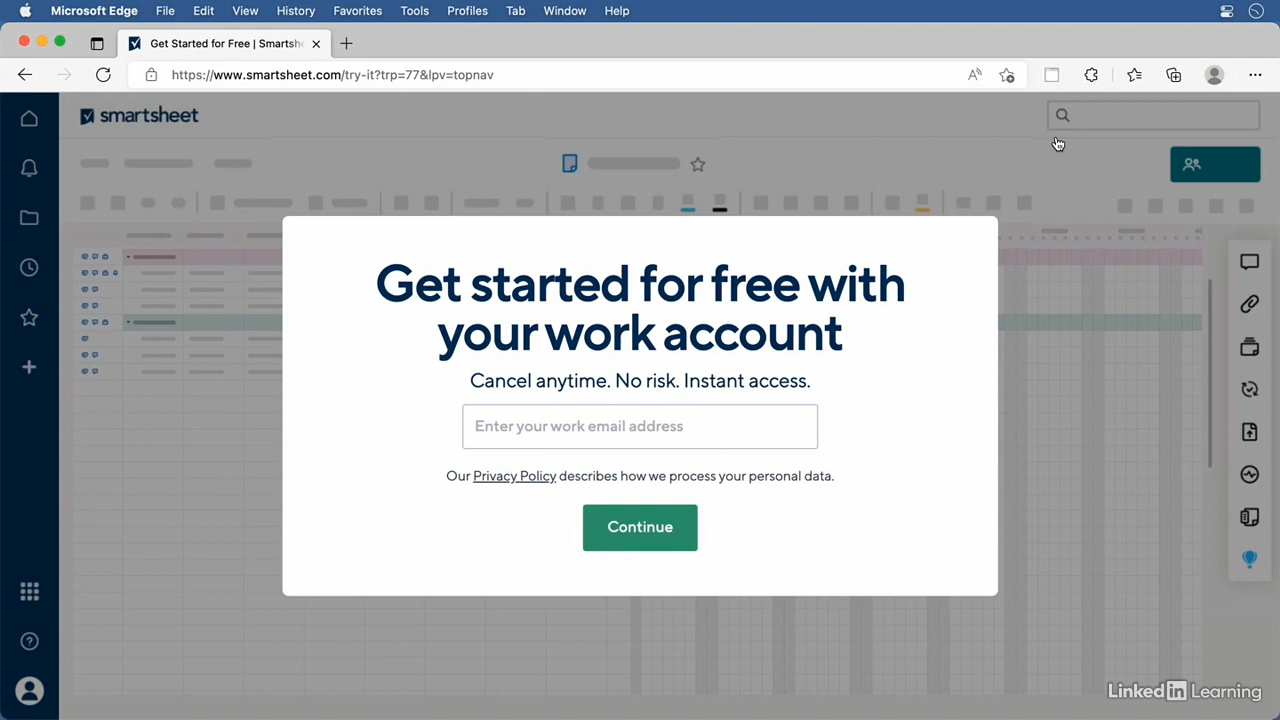 Microsoft Edge File Edit View History Favorites Tools Profiles Tab Window Help
Get Started for Free | Smartsh
https://www.smartsheet.com/try-it?trp=77&lpv=topnav
smartsheet
Get started for free with
your work account
Cancel anytime. No risk. Instant access.
Enter your work email address
Our Privacy Policy describes how we process your personal data.
Continue
LinkedIn Learning